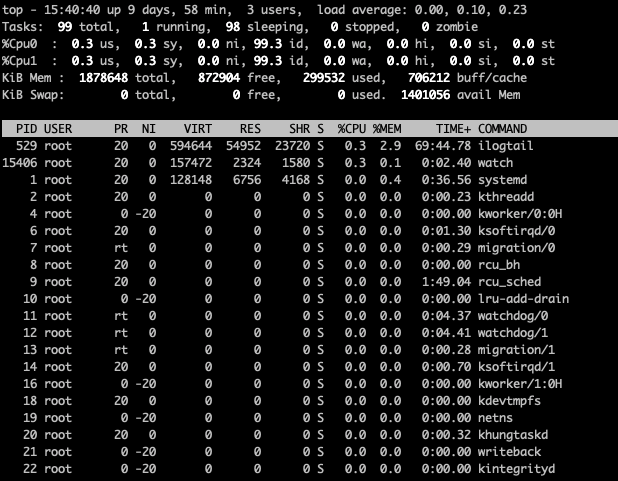 top - 15:40:40 up 9 days, 58 min,  3 users,  load average: 0.00, 0.10, 0.23
Tasks:  99 total,   1 running,  98 sleeping,   0 stopped,   0 zombie
%Cpu0  :  0.3 us,  0.3 sy,  0.0 ni, 99.3 id,  0.0 wa,  0.0 hi,  0.0 si,  0.0 st
%Cpu1  :  0.3 us,  0.3 sy,  0.0 ni, 99.3 id,  0.0 wa,  0.0 hi,  0.0 si,  0.0 st
KiB Mem :  1878648 total,   872904 free,   299532 used,   706212 buff/cache
KiB Swap:        0 total,        0 free,        0 used.  1401056 avail Mem
PID USER      PR  NI    VIRT    RES    SHR S  %CPU %MEM     TIME+ COMMAND
529 root      20   0  594644  54952  23720 S   0.3  2.9  69:44.78 ilogtail
15406 root      20   0  157472   2324   1580 S   0.3  0.1   0:02.40 watch
1 root      20   0  128148   6756   4168 S   0.0  0.4   0:36.56 systemd
2 root      20   0       0      0      0 S   0.0  0.0   0:00.23 kthreadd
4 root       0 -20       0      0      0 S   0.0  0.0   0:00.00 kworker/0:0H
6 root      20   0       0      0      0 S   0.0  0.0   0:01.30 ksoftirqd/0
7 root      rt   0       0      0      0 S   0.0  0.0   0:00.29 migration/0
8 root      20   0       0      0      0 S   0.0  0.0   0:00.00 rcu_bh
9 root      20   0       0      0      0 S   0.0  0.0   1:49.04 rcu_sched
10 root       0 -20       0      0      0 S   0.0  0.0   0:00.00 lru-add-drain
11 root      rt   0       0      0      0 S   0.0  0.0   0:04.37 watchdog/0
12 root      rt   0       0      0      0 S   0.0  0.0   0:04.41 watchdog/1
13 root      rt   0       0      0      0 S   0.0  0.0   0:00.28 migration/1
14 root      20   0       0      0      0 S   0.0  0.0   0:00.70 ksoftirqd/1
16 root       0 -20       0      0      0 S   0.0  0.0   0:00.00 kworker/1:0H
18 root      20   0       0      0      0 S   0.0  0.0   0:00.00 kdevtmpfs
19 root       0 -20       0      0      0 S   0.0  0.0   0:00.00 netns
20 root      20   0       0      0      0 S   0.0  0.0   0:00.32 khungtaskd
21 root       0 -20       0      0      0 S   0.0  0.0   0:00.00 writeback
22 root       0 -20       0      0      0 S   0.0  0.0   0:00.00 kintegrityd